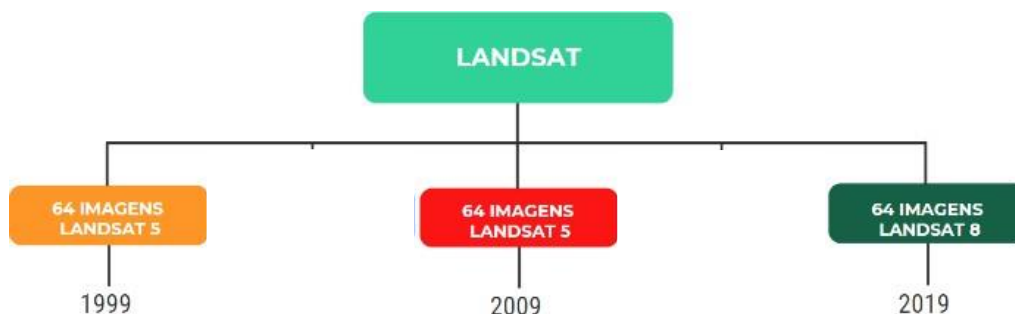 LANDSAT
64 IMAGENS
LANDSAT 5
1999
64 IMAGENS
LANDSAT 5
2009
64 IMAGENS
LANDSAT 8
2019